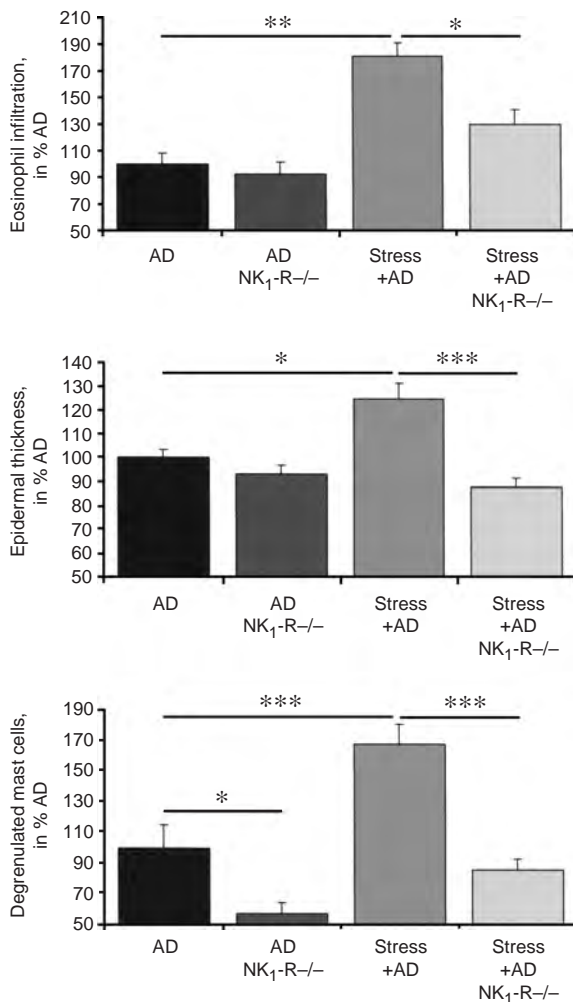 Eosinophil infiltration,
in % AD
210
190
170
150
130
110
90
70
50
**
*
AD
AD
NK1-R–/–
Stress
+AD
Stress
+AD
NK1-R–/–
Epidermal thickness,
in % AD
140
130
120
110
100
90
80
70
60
50
*
***
AD
AD
NK1-R–/–
Stress
+AD
Stress
+AD
NK1-R–/–
Degrenulated mast cells,
in % AD
190
170
150
130
110
90
70
50
***
***
*
AD
AD
NK1-R–/–
Stress
+AD
Stress
+AD
NK1-R–/–